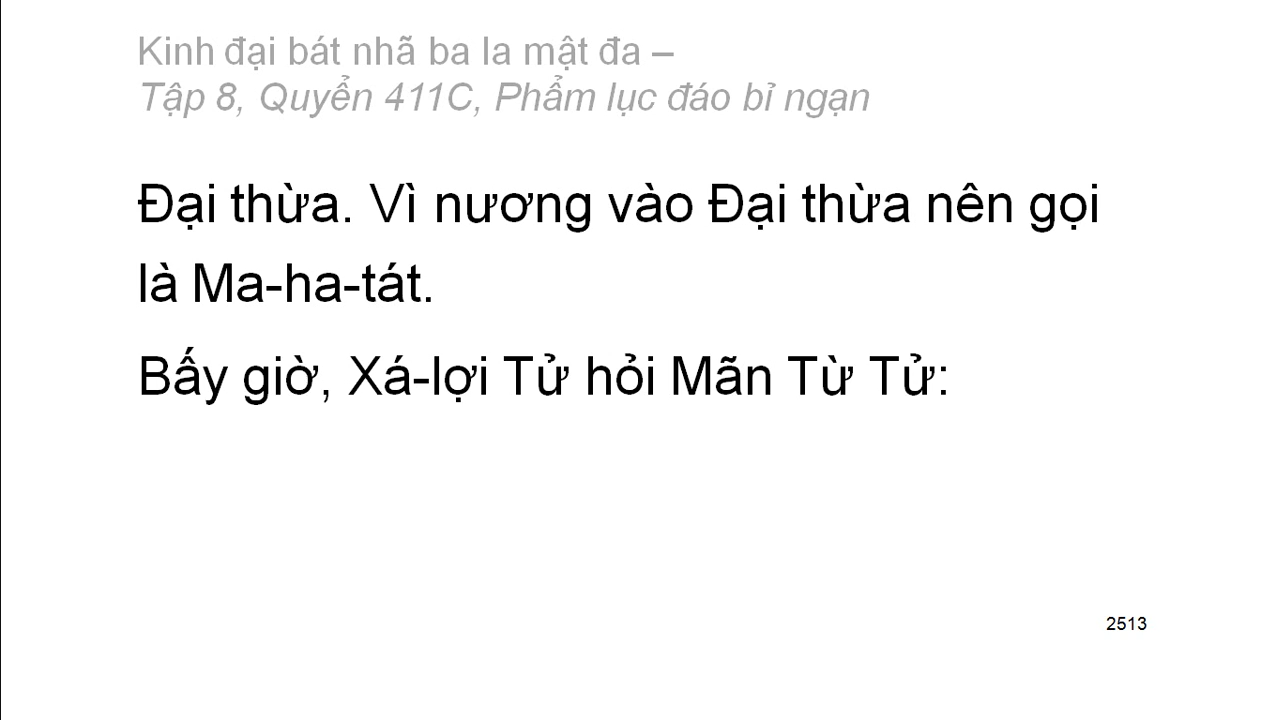 Kinh đại bát nhã ba la mật đa –
Tập 8, Quyển 411C, Phẩm lục đáo bỉ ngạn
Đại thừa. Vì nương vào Đại thừa nên gọi
là Ma-ha-tát.
Bấy giờ, Xá-lợi Tử hỏi Mãn Từ Tử:
2513